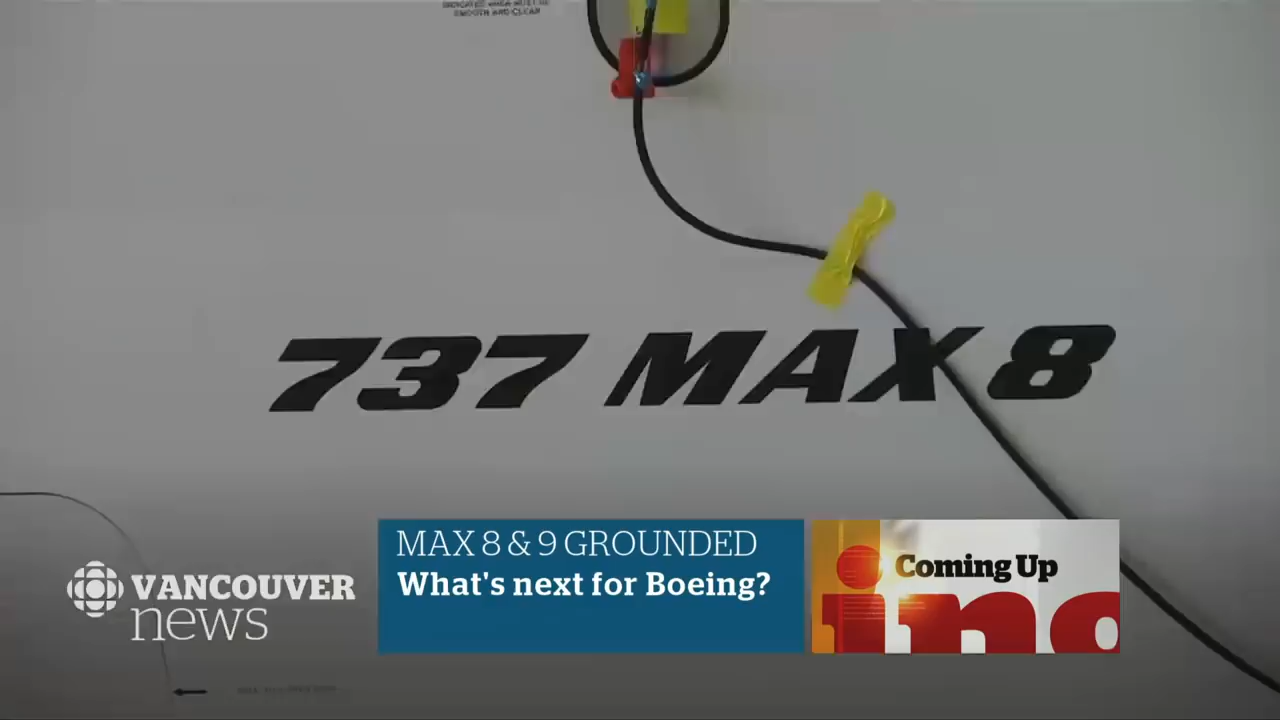 SMOOTH AND CLEAR
737 MAX 8
MAX 8 & 9 GROUNDED
What's next for Boeing?
Coming Up
VANCOUVER
news